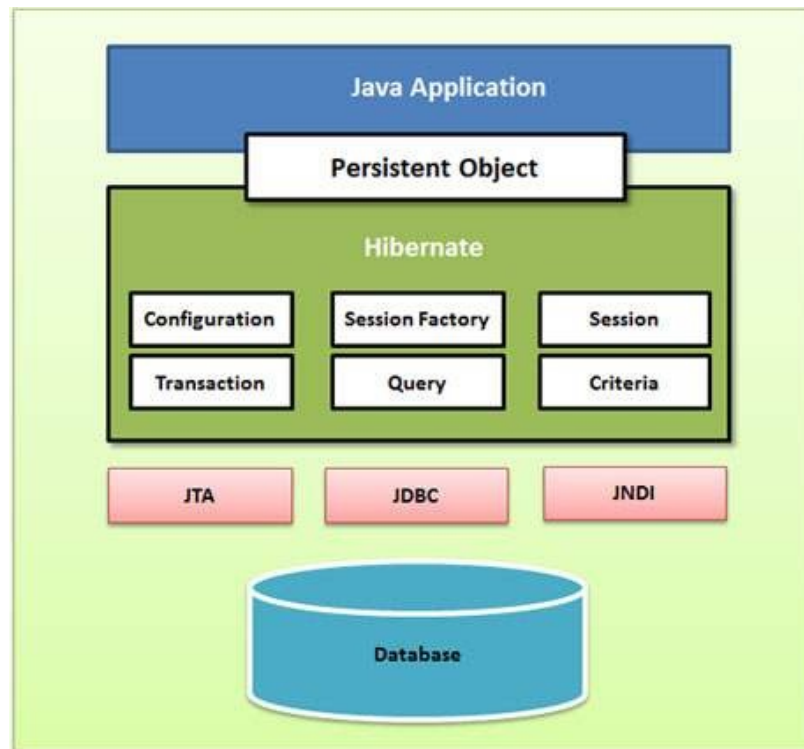 Java Application
Persistent Object
Hibernate
Configuration
Session Factory
Session
Transaction
Query
Criteria
JTA
JDBC
JNDI
Database